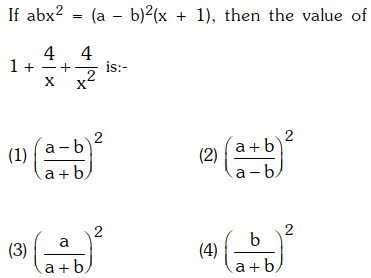 If abx² = (a – b)²(x + 1), then the value of
1 + 4/x + 4/x² is:-
(1) ((a – b)/(a + b))² (2) ((a + b)/(a – b))²
(3) (a/(a + b))² (4) (b/(a + b))²